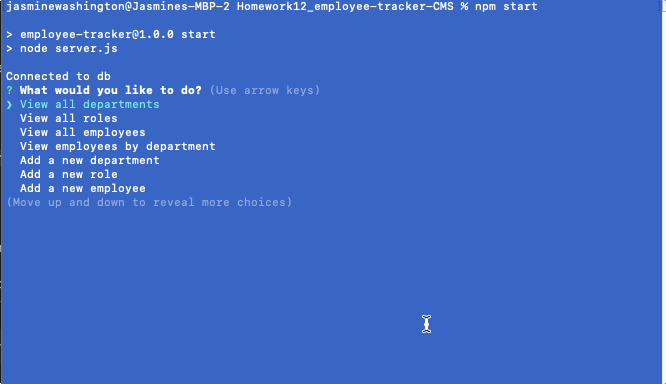 jasminewashington@Jasmines-MBP-2 Homework12_employee-tracker-CMS % npm start
> employee-tracker@1.0.0 start
> node server.js
Connected to db
? What would you like to do? (Use arrow keys)
❯ View all departments
View all roles
View all employees
View employees by department
Add a new department
Add a new role
Add a new employee
(Move up and down to reveal more choices)